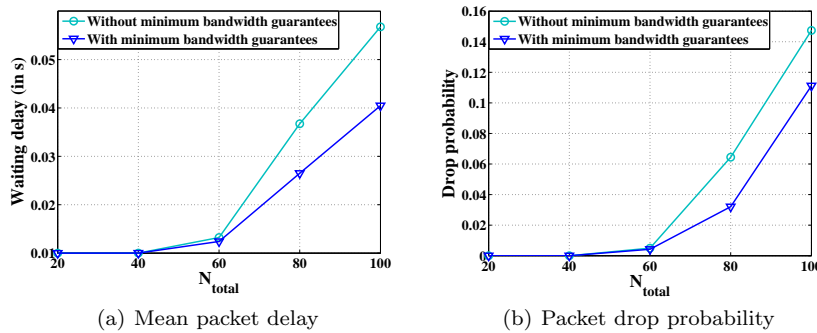 Without minimum bandwidth guarantees
With minimum bandwidth guarantees
Waiting delay (in s)
0.05
0.04
0.03
0.02
0.01
20 40 60 80 100
N_total
(a) Mean packet delay
Without minimum bandwidth guarantees
With minimum bandwidth guarantees
Drop probability
0.16
0.14
0.12
0.1
0.08
0.06
0.04
0.02
0
20 40 60 80 100
N_total
(b) Packet drop probability